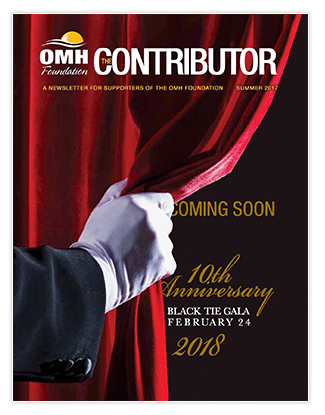 OMH
Foundation
THE CONTRIBUTOR
A NEWSLETTER FOR SUPPORTERS OF THE OMH FOUNDATION SUMMER 2017
COMING SOON
10th
Anniversary
BLACK TIE GALA
FEBRUARY 24
2018